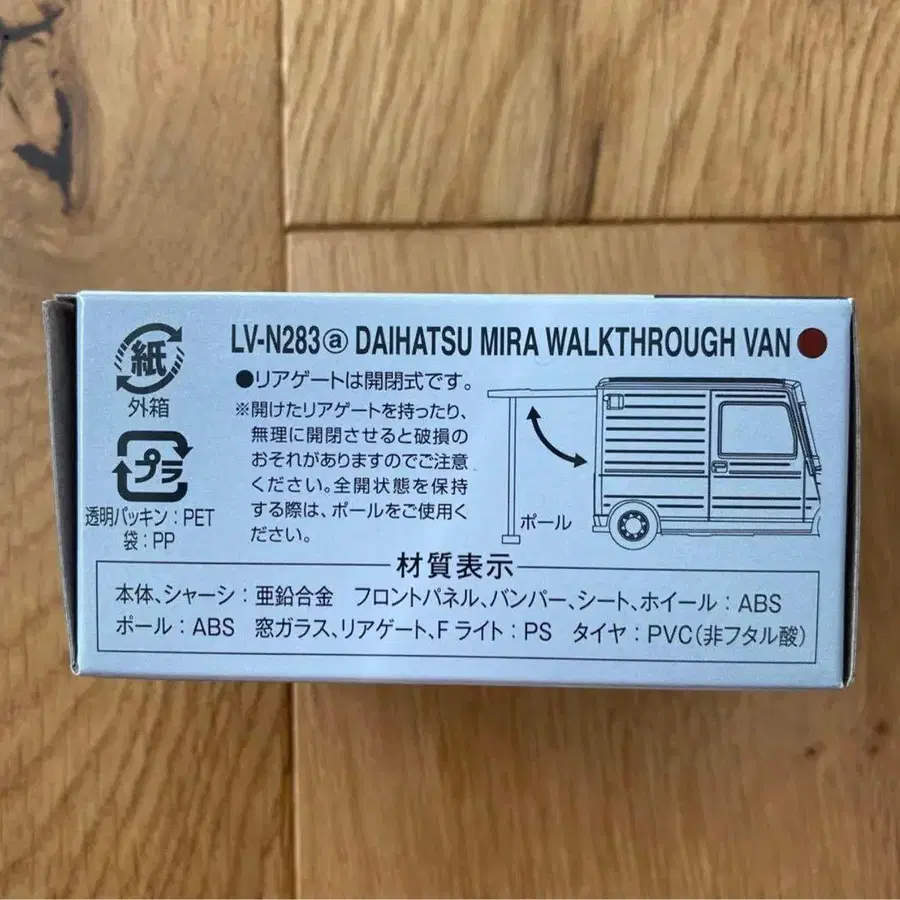 LV-N283ⓐ DAIHATSU MIRA WALKTHROUGH VAN
紙
外箱
プラ
透明パッキン：PET
袋：PP
●リアゲートは開閉式です。
※開けたリアゲートを持ったり、
無理に開閉させると破損の
おそれがありますのでご注意
ください。全開状態を保持
する際は、ポールをご使用く
ださい。
ポール
材質表示
本体、シャーシ：亜鉛合金　フロントパネル、バンパー、シート、ホイール：ABS
ポール：ABS　窓ガラス、リアゲート、Fライト：PS　タイヤ：PVC(非フタル酸)